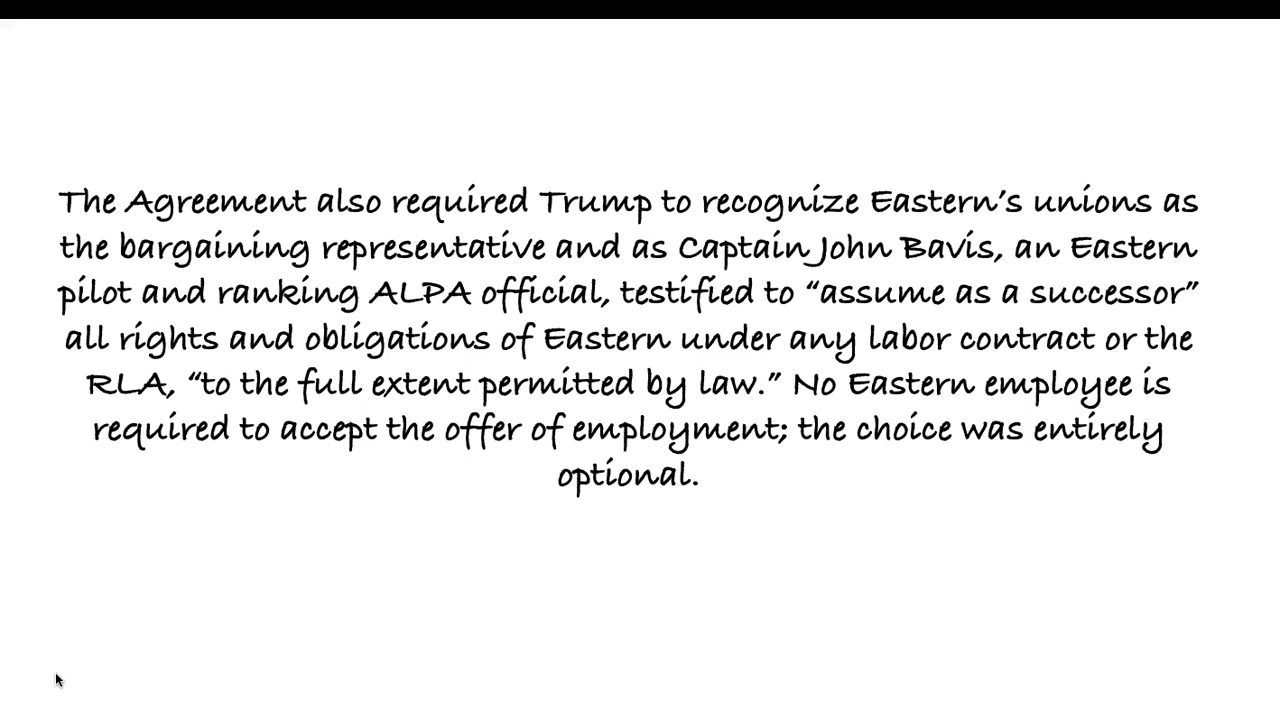 The Agreement also required Trump to recognize Eastern’s unions as
the bargaining representative and as Captain John Bavis, an Eastern
pilot and ranking ALPA official, testified to “assume as a successor”
all rights and obligations of Eastern under any labor contract or the
RLA, “to the full extent permitted by law.” No Eastern employee is
required to accept the offer of employment; the choice was entirely
optional.